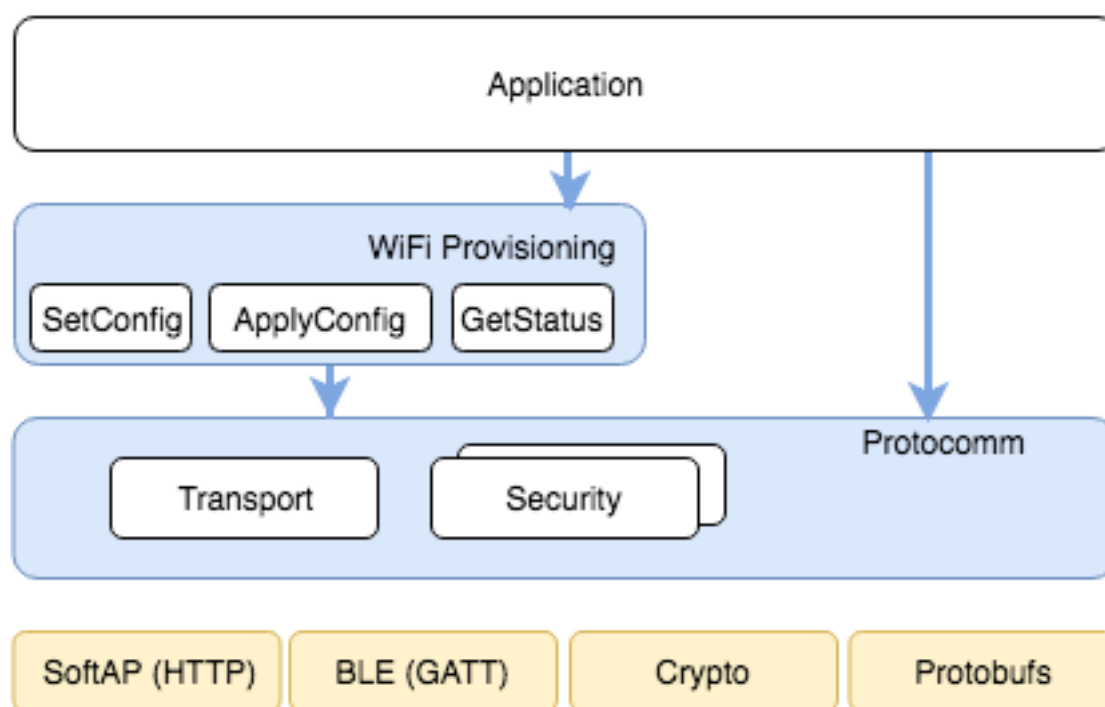 Application
WiFi Provisioning
SetConfig
ApplyConfig
GetStatus
Protocomm
Transport
Security
SoftAP (HTTP)
BLE (GATT)
Crypto
Protobufs